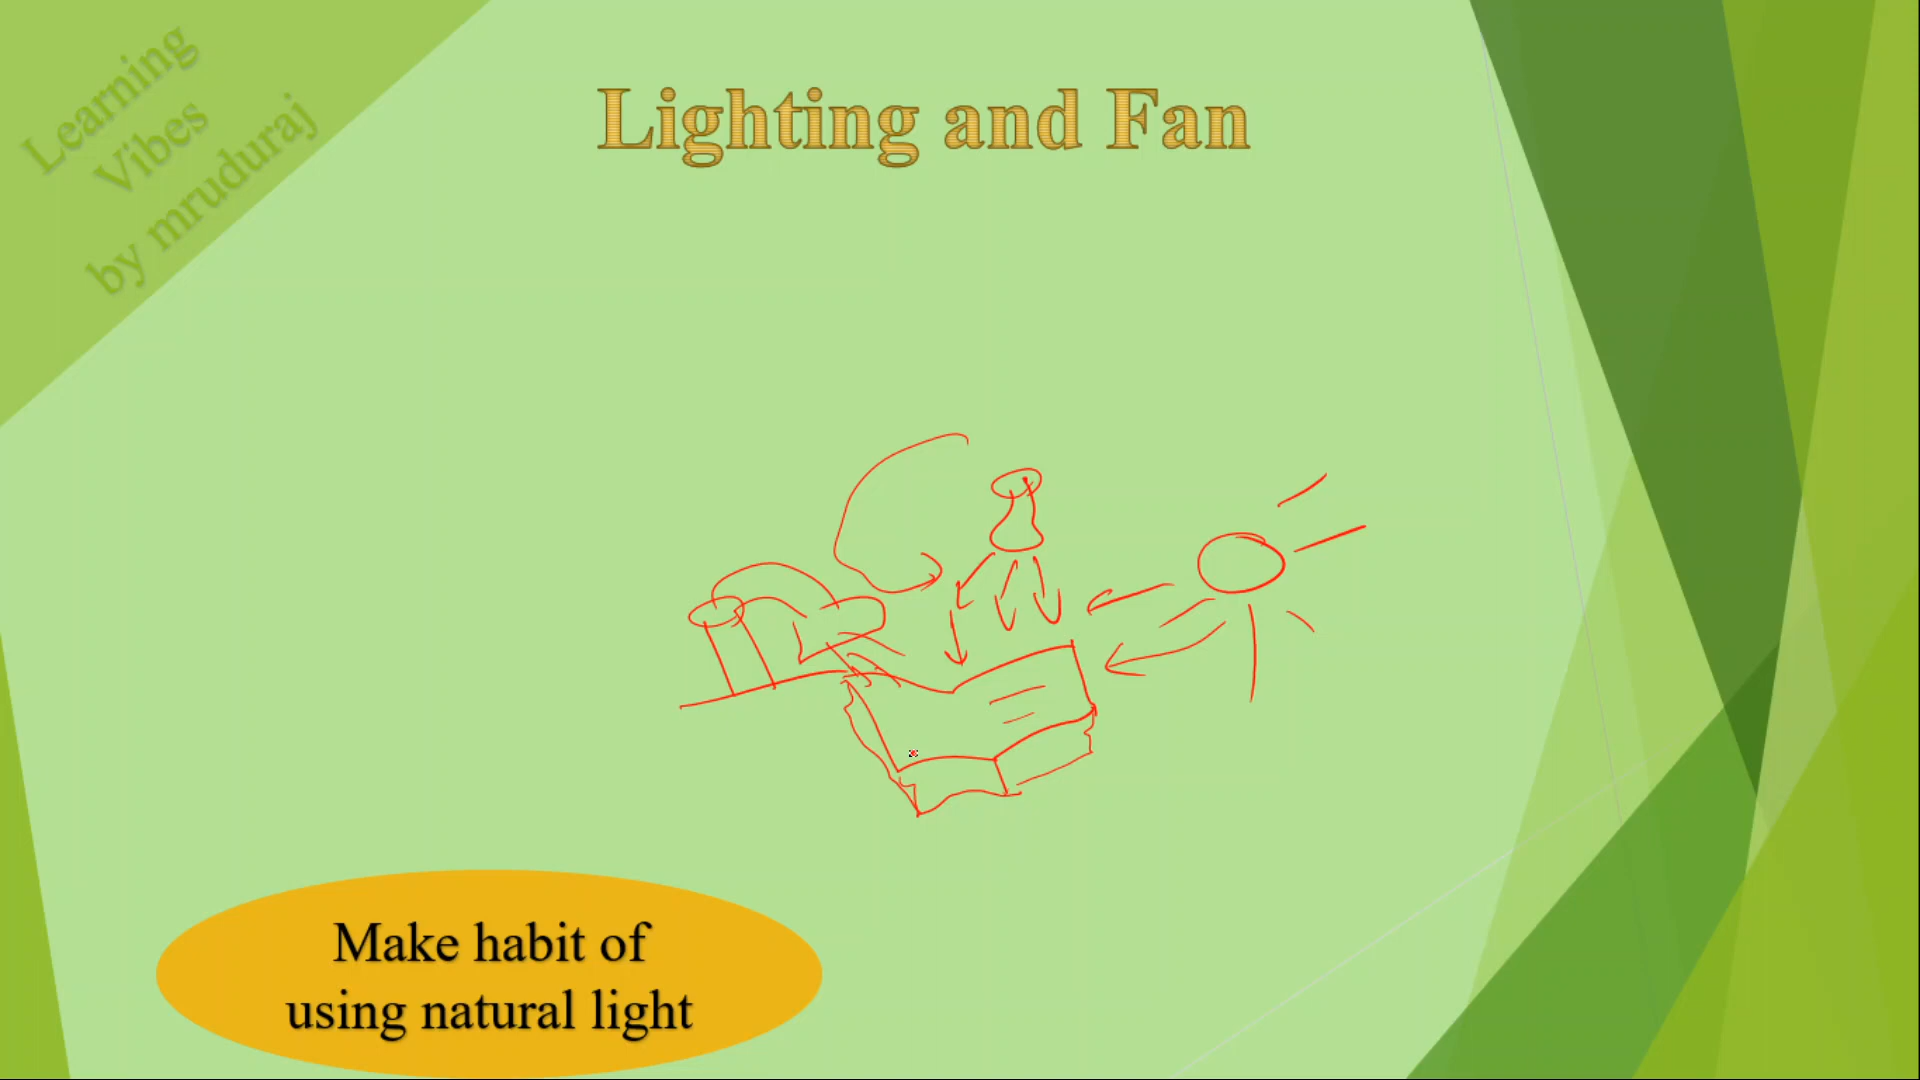 Learning
Vibes
by mruduraj
Lighting and Fan
Make habit of
using natural light